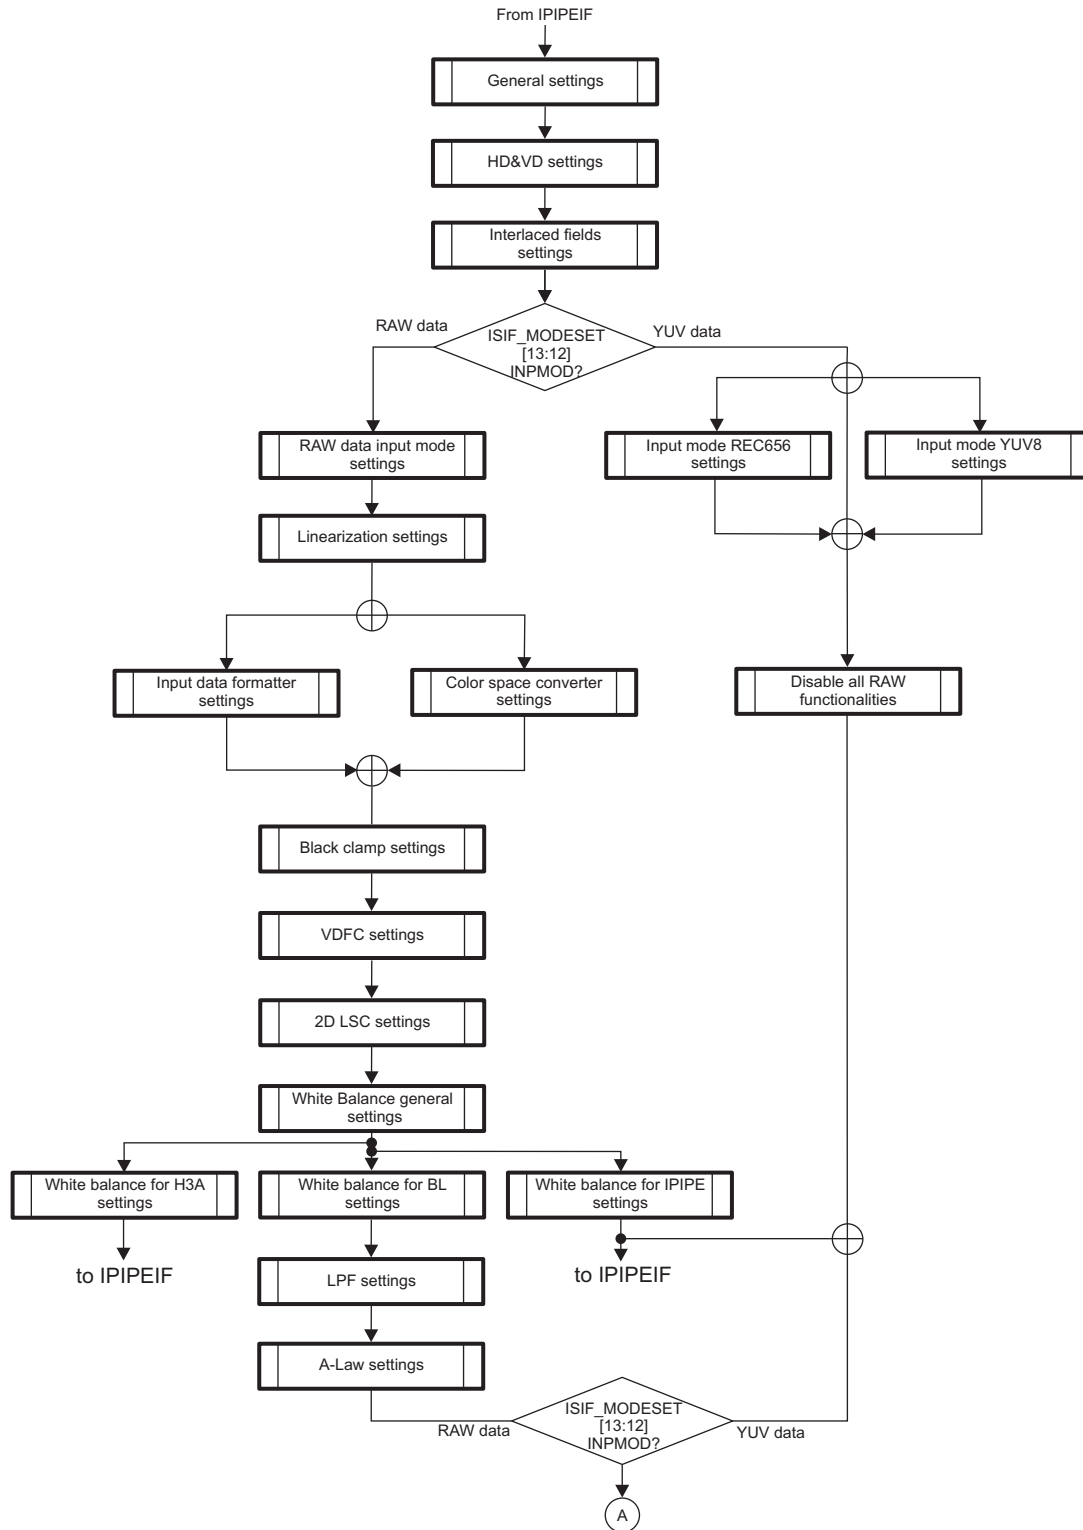 From IPIPEIF
General settings
HD&VD settings
Interlaced fields
settings
RAW data
YUV data
ISIF_MODESET
[13:12]
INPMOD?
RAW data input mode
settings
Input mode REC656
settings
Input mode YUV8
settings
Linearization settings
Input data formatter
settings
Color space converter
settings
Disable all RAW
functionalities
Black clamp settings
VDFC settings
2D LSC settings
White Balance general
settings
White balance for H3A
settings
White balance for BL
settings
White balance for IPIPE
settings
to IPIPEIF
to IPIPEIF
LPF settings
A-Law settings
ISIF_MODESET
[13:12]
INPMOD?
RAW data
YUV data
A